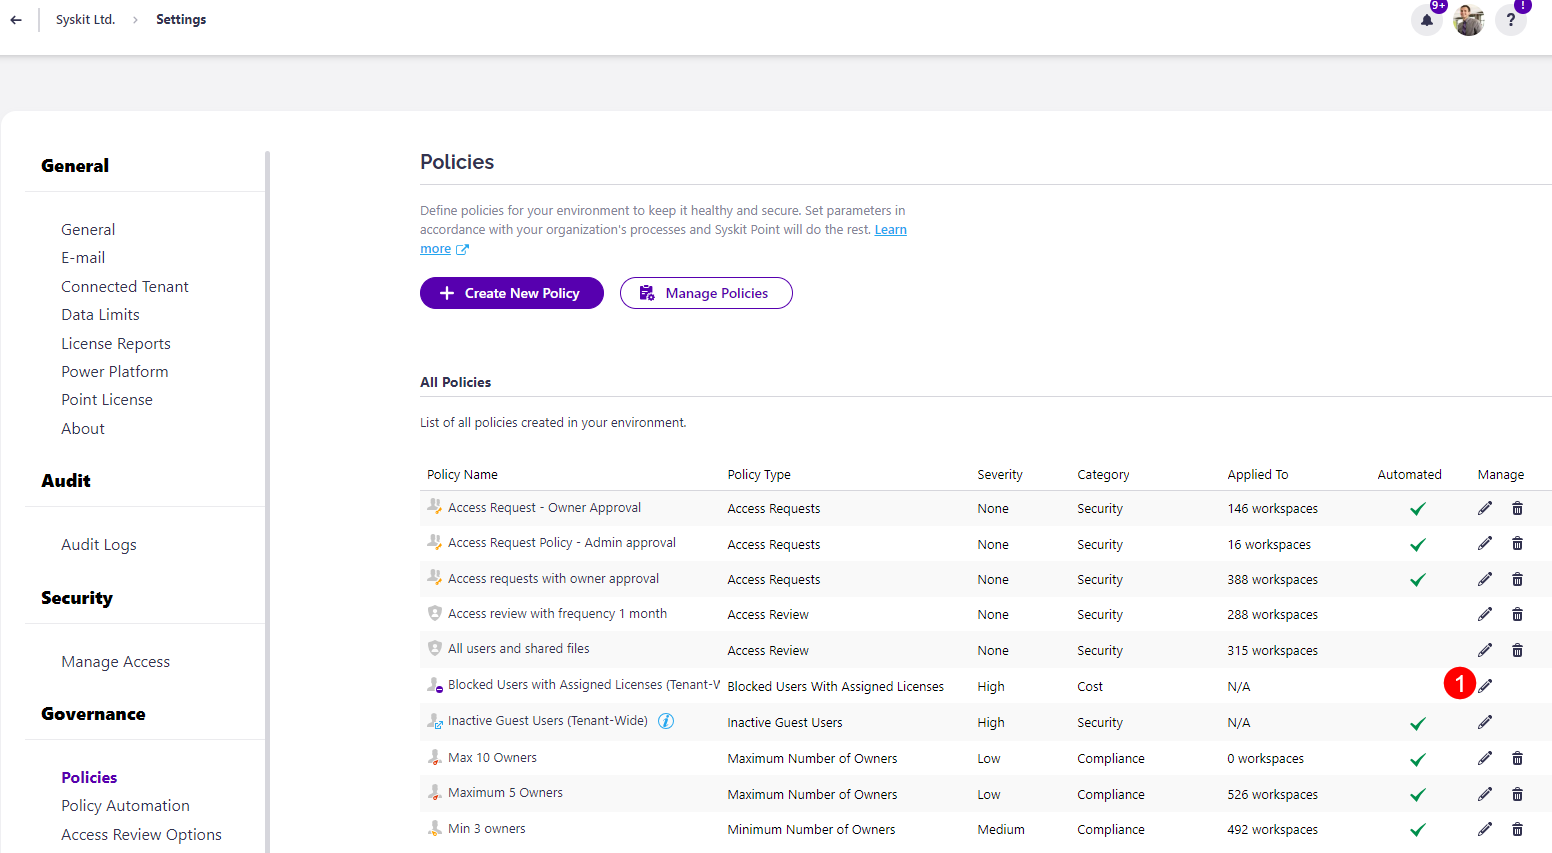 Syskit Ltd. > Settings
9+ ! ?
General
General
E-mail
Connected Tenant
Data Limits
License Reports
Power Platform
Point License
About
Audit
Audit Logs
Security
Manage Access
Governance
Policies
Policy Automation
Access Review Options
Policies
Define policies for your environment to keep it healthy and secure. Set parameters in
accordance with your organization's processes and Syskit Point will do the rest. Learn
more
Create New Policy Manage Policies
All Policies
List of all policies created in your environment.
Policy Name Policy Type Severity Category Applied To Automated Manage
Access Request - Owner Approval Access Requests None Security 146 workspaces
Access Request Policy - Admin approval Access Requests None Security 16 workspaces
Access requests with owner approval Access Requests None Security 388 workspaces
Access review with frequency 1 month Access Review None Security 288 workspaces
All users and shared files Access Review None Security 315 workspaces
Blocked Users with Assigned Licenses (Tenant-W Blocked Users With Assigned Licenses High Cost N/A 1
Inactive Guest Users (Tenant-Wide) i Inactive Guest Users High Security N/A
Max 10 Owners Maximum Number of Owners Low Compliance 0 workspaces
Maximum 5 Owners Maximum Number of Owners Low Compliance 526 workspaces
Min 3 owners Minimum Number of Owners Medium Compliance 492 workspaces